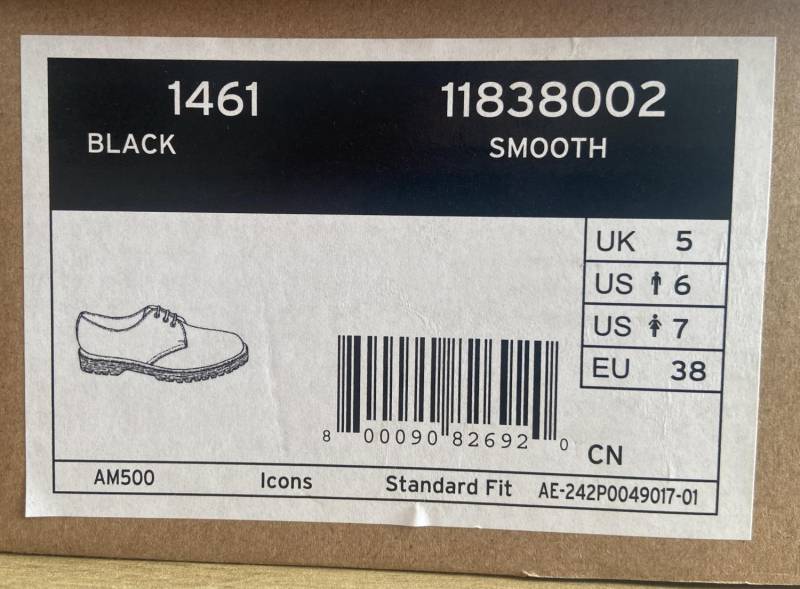 1461 11838002
BLACK SMOOTH
UK 5
US 6
US 7
EU 38
8 00090 82692 0
CN
AM500 Icons Standard Fit AE-242P0049017-01